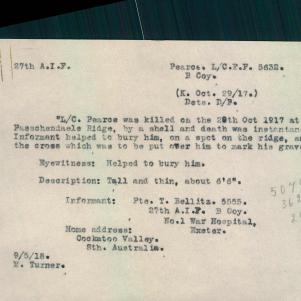 27th A.I.F. Pearce. L/C.F.F. 5632.
B Coy.
(K. Oct. 29/17.)
Dets. D/B.
"L/C. Pearce was killed on the 29th Oct 1917 at
Passchendaele Ridge, by a shell and death was instantan
Informant helped to bury him, on a spot on the ridge, an
the cross which was to be put over him to mark his grav
Eyewitness: Helped to bury him.
Description: Tall and thin, about 6'6".
Informant: Pte. T. Bellitz. 5565.
27th A.I.F. B Coy.
No.1 War Hospital,
Exeter.
Home address:
Cockatoo Valley.
Sth. Australia.
9/5/18.
E. Turner.